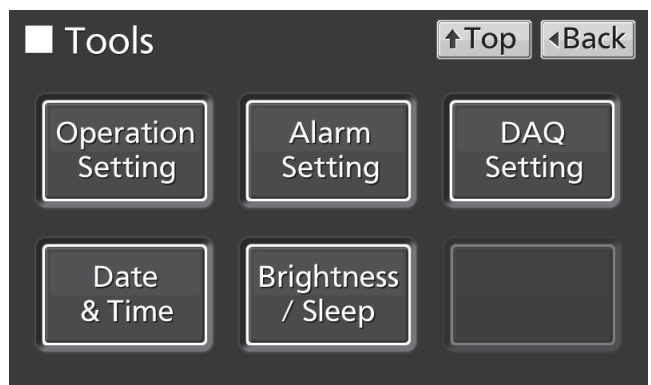 Tools
↑Top
◂Back
Operation
Setting
Alarm
Setting
DAQ
Setting
Date
& Time
Brightness
/ Sleep